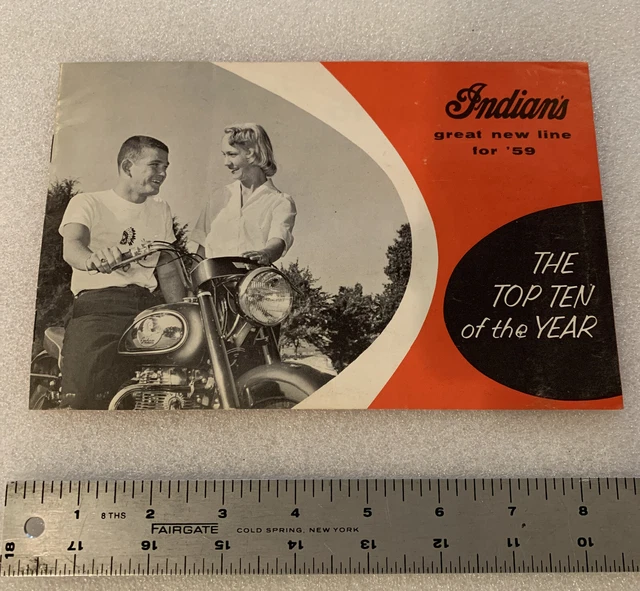 Indian's
great new line
for '59
THE
TOP TEN
of the YEAR
1 8 THS 2 3 4 5 6 7 8
FAIRGATE COLD SPRING, NEW YORK
18 17 16 15 14 13 12 11 10